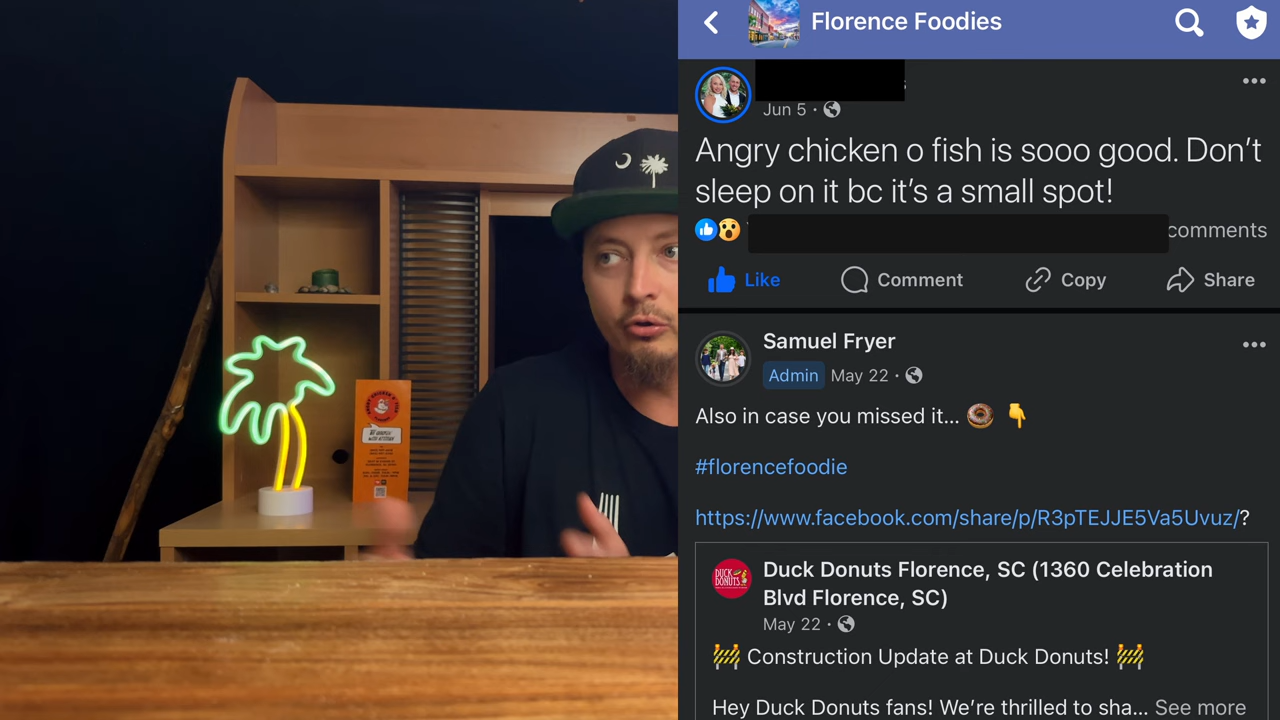 Florence Foodies
Jun 5 ·
Angry chicken o fish is sooo good. Don't
sleep on it bc it's a small spot!
comments
Like
Comment
Copy
Share
Samuel Fryer
Admin May 22 ·
Also in case you missed it... 🍩 👇
#florencefoodie
https://www.facebook.com/share/p/R3pTEJJE5Va5Uvuz/?
DUCK
DONUTS
Duck Donuts Florence, SC (1360 Celebration
Blvd Florence, SC)
May 22 ·
🚧 Construction Update at Duck Donuts! 🚧
Hey Duck Donuts fans! We're thrilled to sha... See more